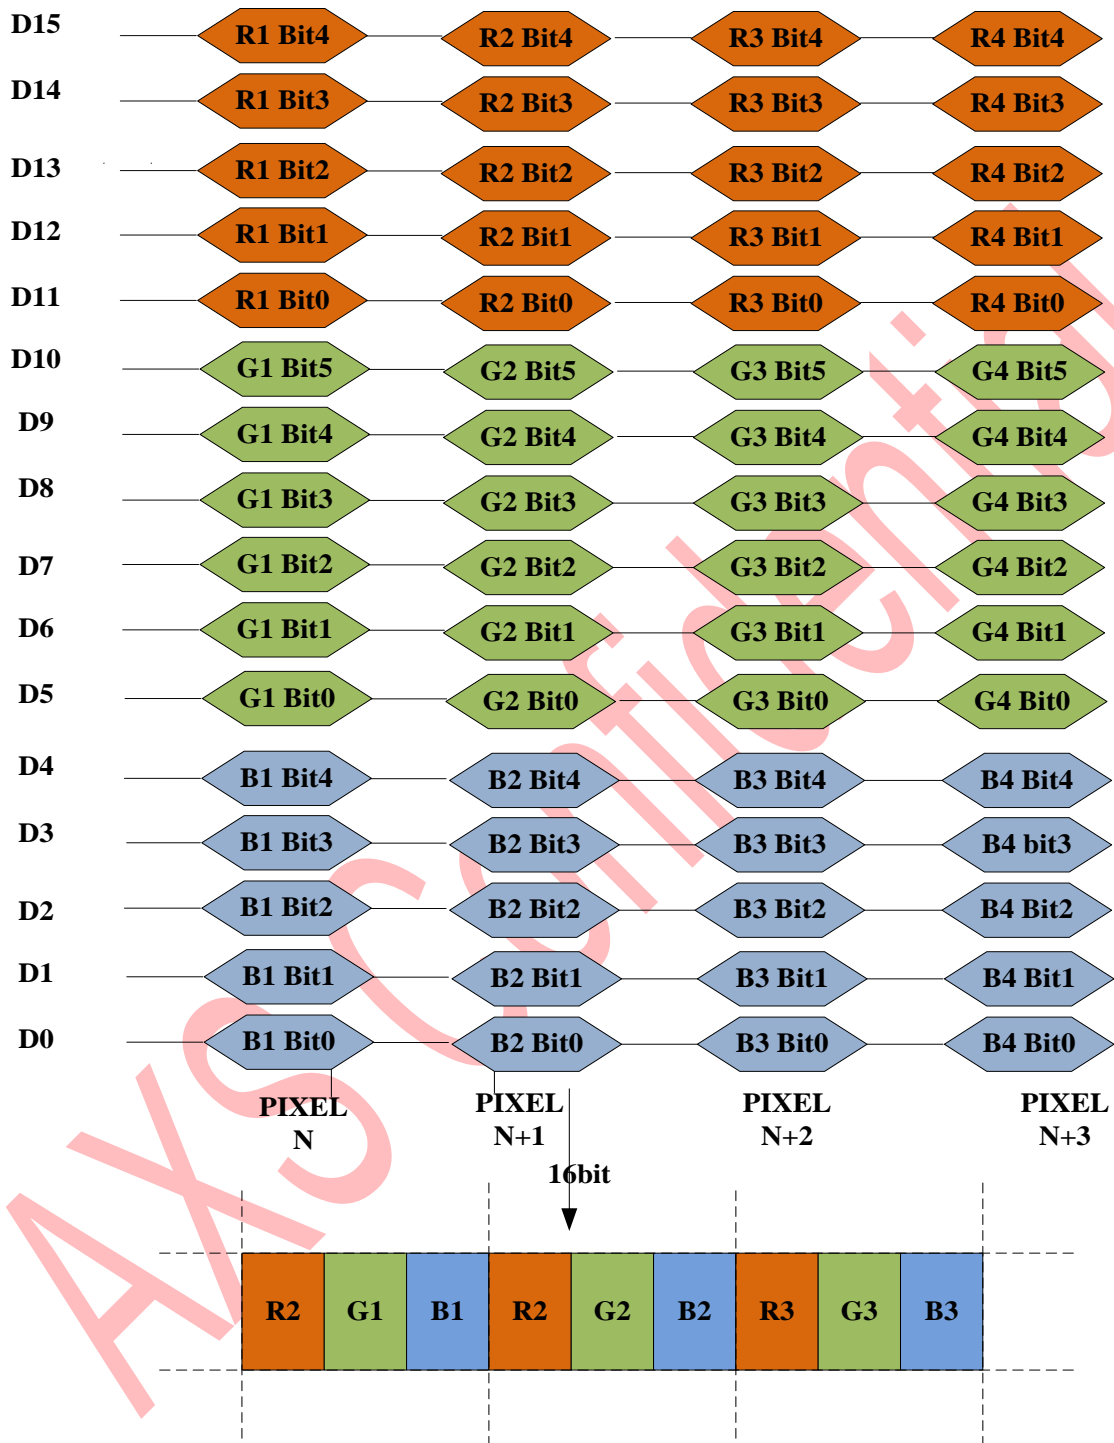 D15 R1 Bit4 R2 Bit4 R3 Bit4 R4 Bit4
D14 R1 Bit3 R2 Bit3 R3 Bit3 R4 Bit3
D13 R1 Bit2 R2 Bit2 R3 Bit2 R4 Bit2
D12 R1 Bit1 R2 Bit1 R3 Bit1 R4 Bit1
D11 R1 Bit0 R2 Bit0 R3 Bit0 R4 Bit0
D10 G1 Bit5 G2 Bit5 G3 Bit5 G4 Bit5
D9 G1 Bit4 G2 Bit4 G3 Bit4 G4 Bit4
D8 G1 Bit3 G2 Bit3 G3 Bit3 G4 Bit3
D7 G1 Bit2 G2 Bit2 G3 Bit2 G4 Bit2
D6 G1 Bit1 G2 Bit1 G3 Bit1 G4 Bit1
D5 G1 Bit0 G2 Bit0 G3 Bit0 G4 Bit0
D4 B1 Bit4 B2 Bit4 B3 Bit4 B4 Bit4
D3 B1 Bit3 B2 Bit3 B3 Bit3 B4 bit3
D2 B1 Bit2 B2 Bit2 B3 Bit2 B4 Bit2
D1 B1 Bit1 B2 Bit1 B3 Bit1 B4 Bit1
D0 B1 Bit0 B2 Bit0 B3 Bit0 B4 Bit0
PIXEL PIXEL PIXEL PIXEL
N N+1 N+2 N+3
16bit
R2 G1 B1 R2 G2 B2 R3 G3 B3
AXS Confidential